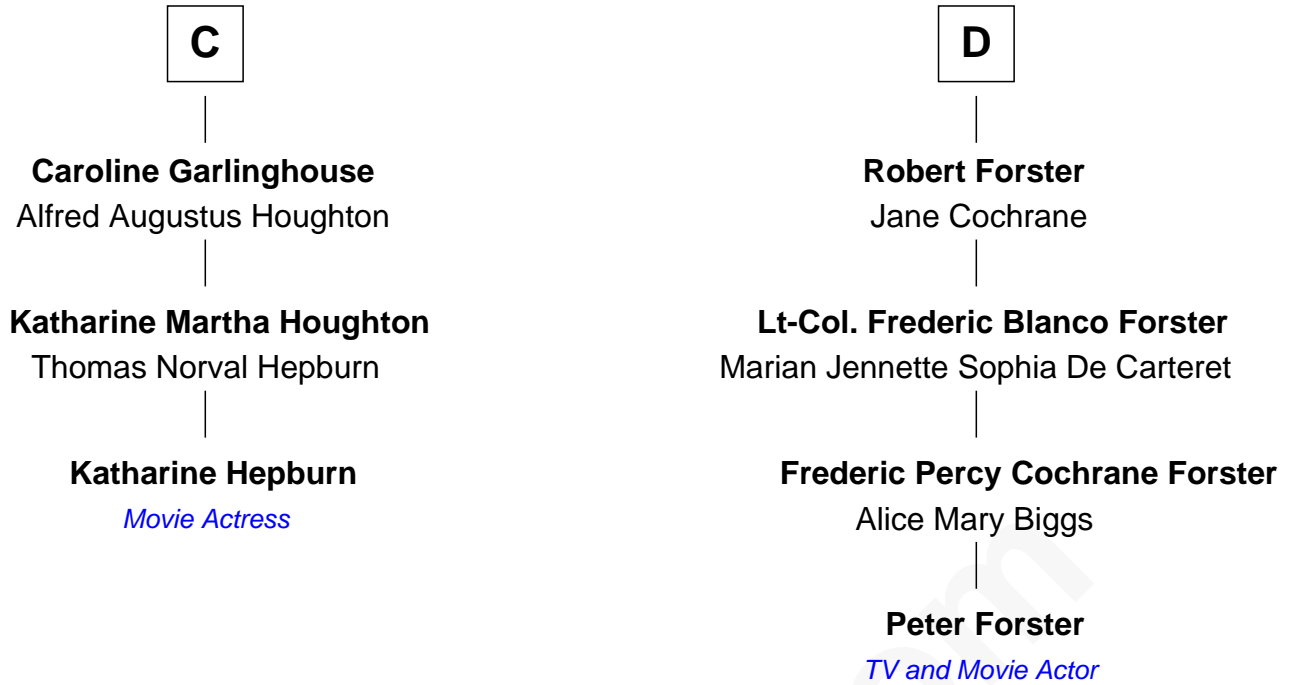 C
Caroline Garlinghouse
Alfred Augustus Houghton
Katharine Martha Houghton
Thomas Norval Hepburn
Katharine Hepburn
Movie Actress
D
Robert Forster
Jane Cochrane
Lt-Col. Frederic Blanco Forster
Marian Jennette Sophia De Carteret
Frederic Percy Cochrane Forster
Alice Mary Biggs
Peter Forster
TV and Movie Actor